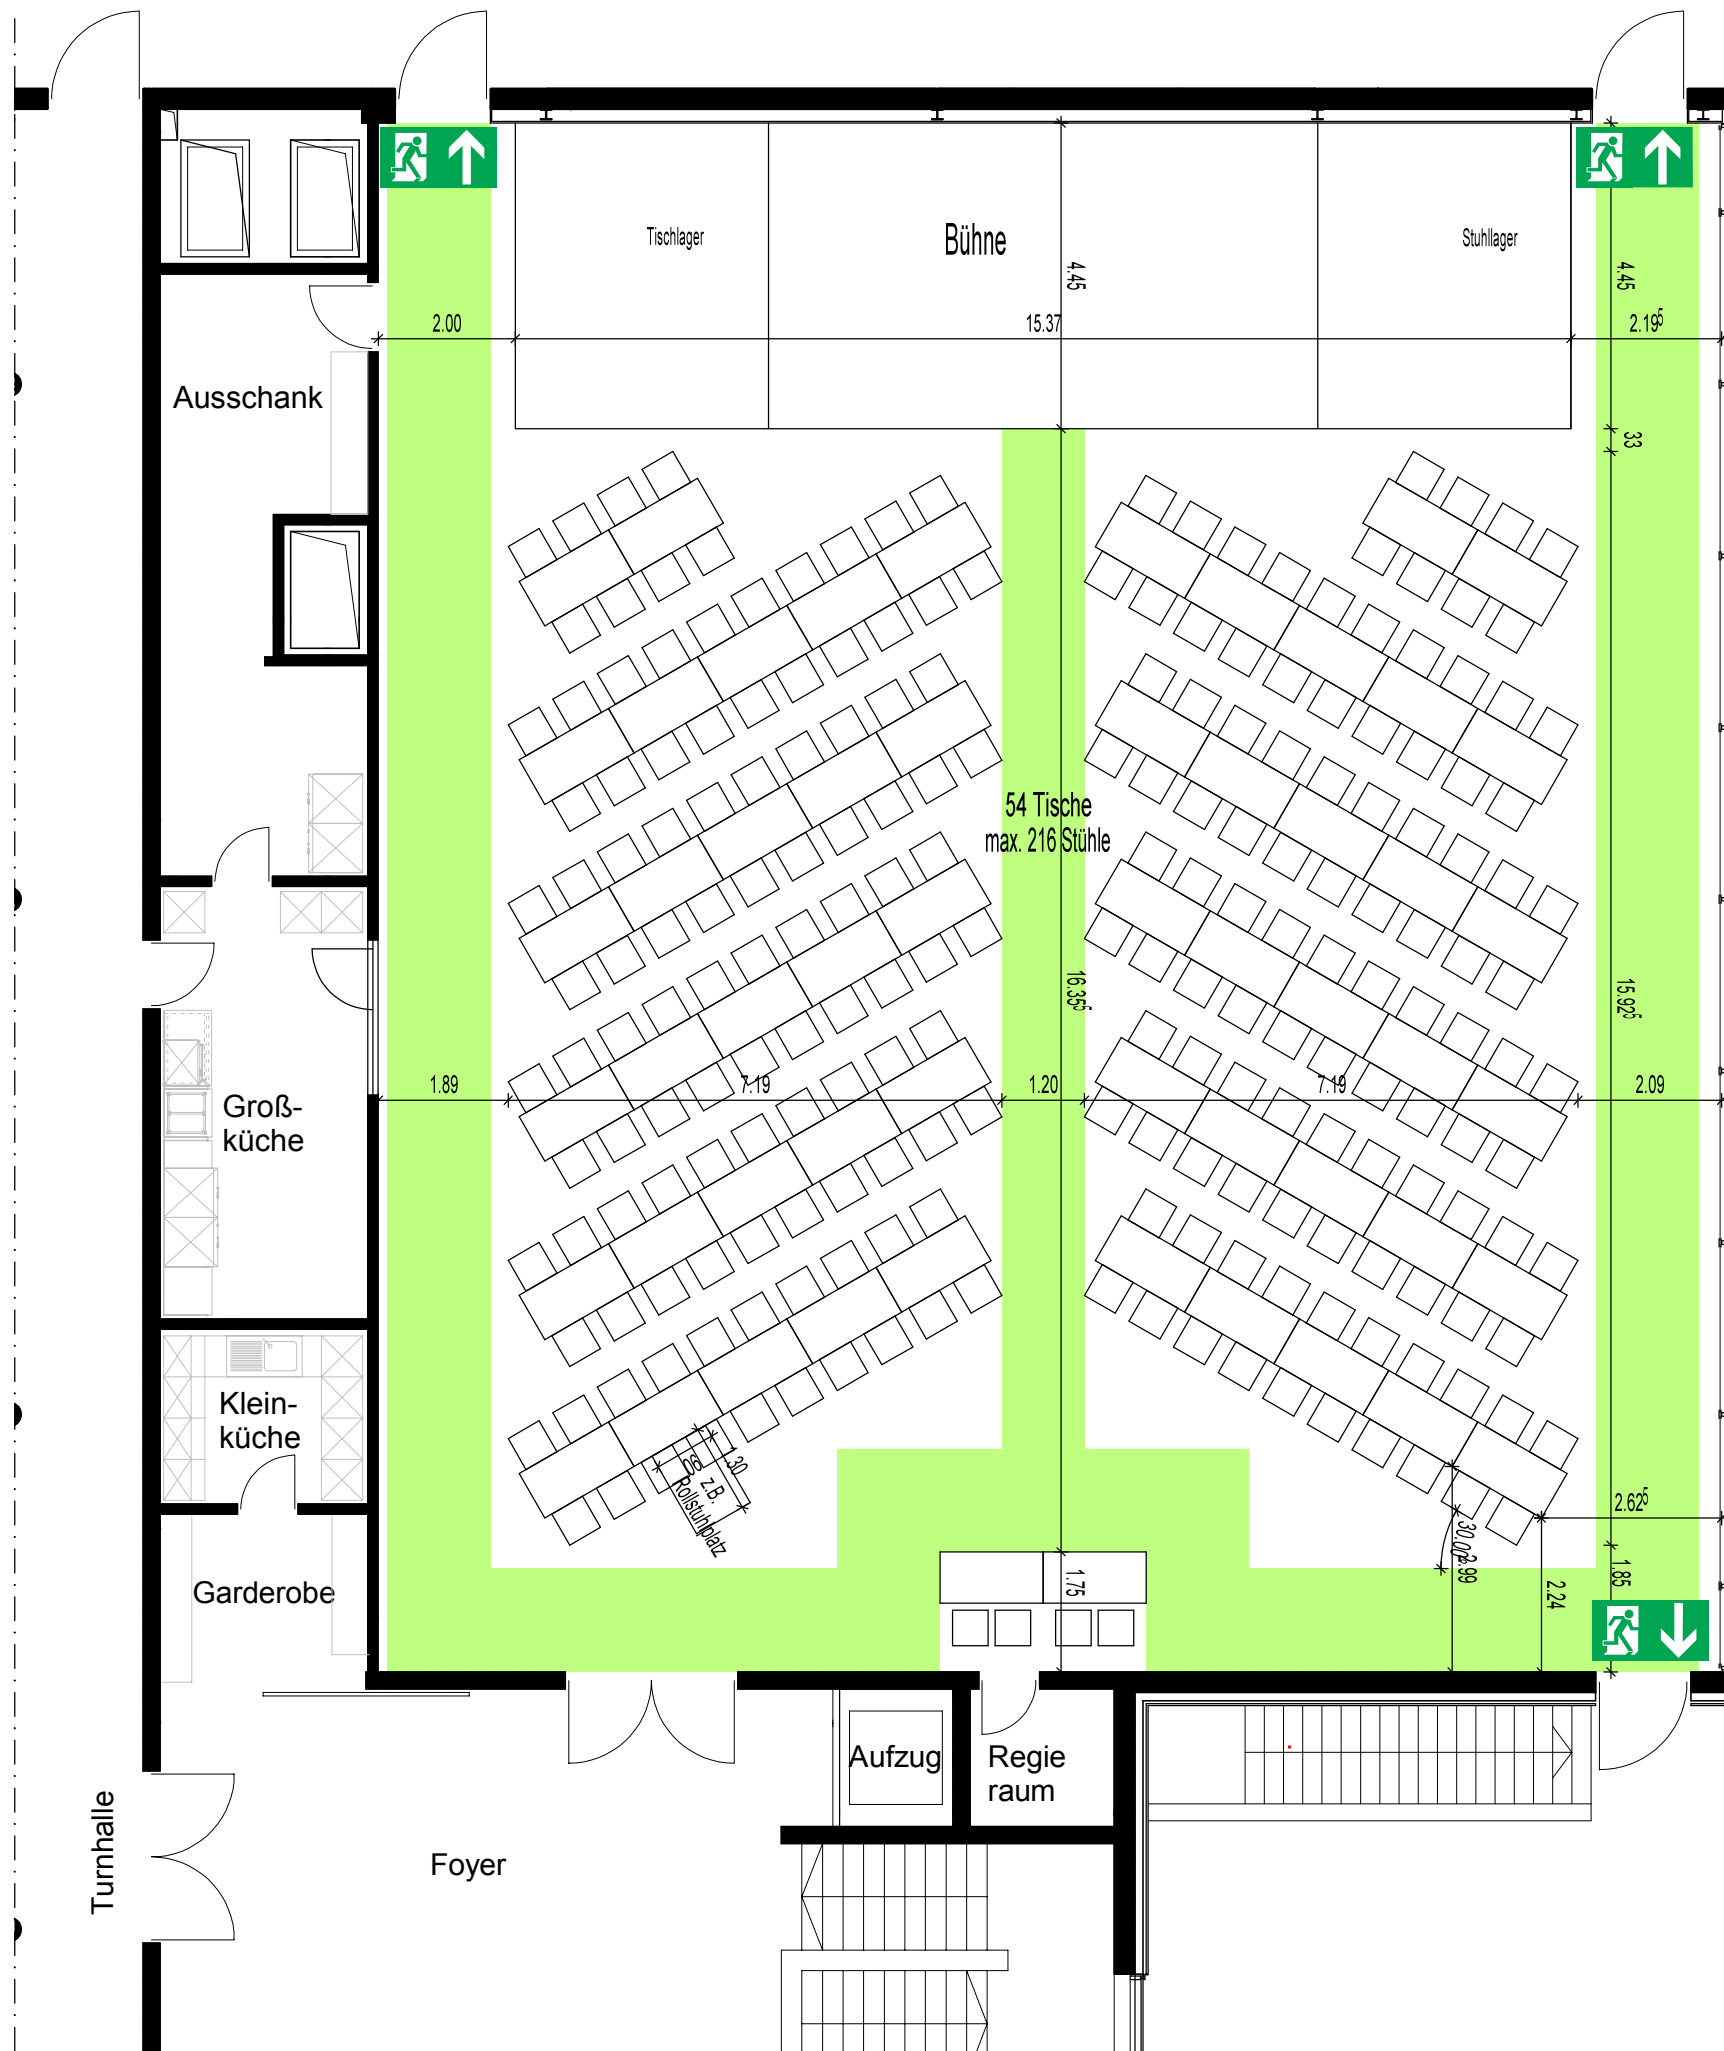 Tischlager
Bühne
Stuhllager
4.45
4.45
2.00
15.37
2.19⁵
Ausschank
33
54 Tische
max. 216 Stühle
16.35⁵
15.92⁵
1.89
7.19
1.20
7.19
2.09
Groß-
küche
Klein-
küche
1.30
80
z.B.
Rollstuhlplatz
2.62⁵
30.00°
2.99
1.85
2.24
1.75
Garderobe
Aufzug
Regie
raum
Turnhalle
Foyer